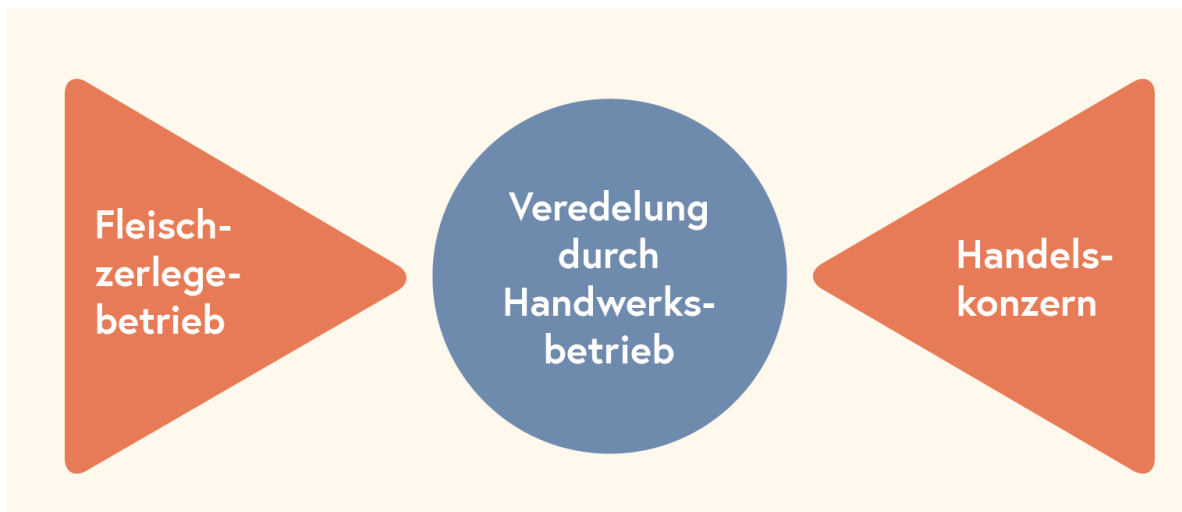 Fleisch-
zerlege-
betrieb
Veredelung
durch
Handwerks-
betrieb
Handels-
konzern